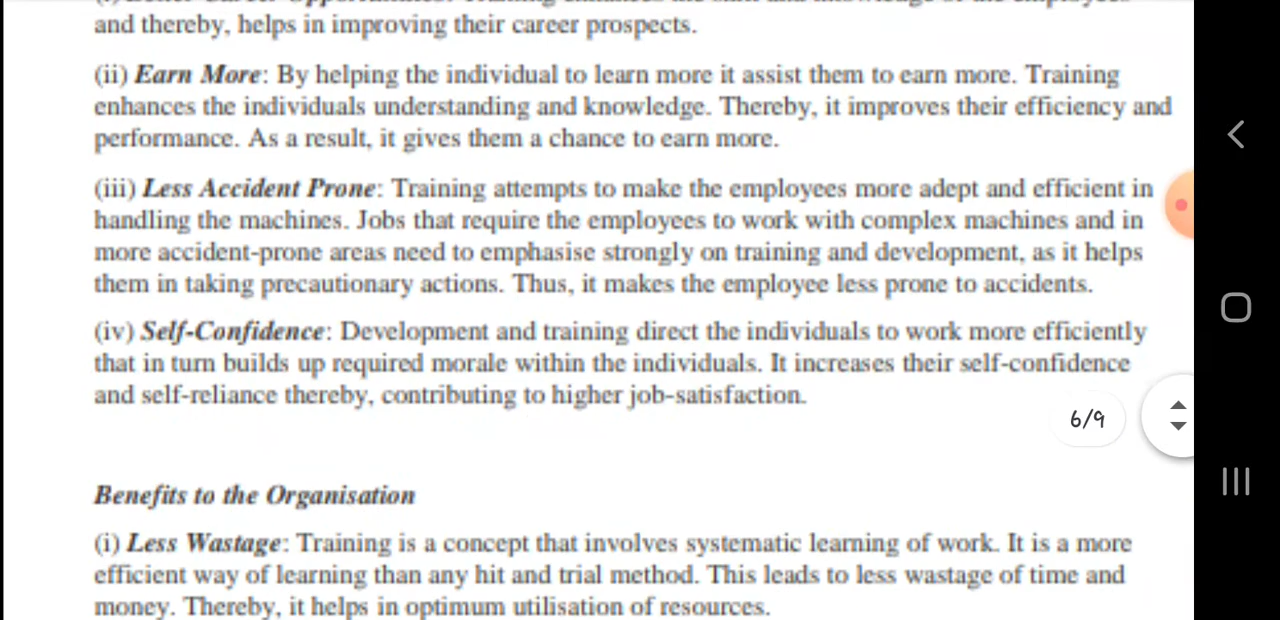 and thereby, helps in improving their career prospects.
(ii) Earn More: By helping the individual to learn more it assist them to earn more. Training
enhances the individuals understanding and knowledge. Thereby, it improves their efficiency and
performance. As a result, it gives them a chance to earn more.
(iii) Less Accident Prone: Training attempts to make the employees more adept and efficient in
handling the machines. Jobs that require the employees to work with complex machines and in
more accident-prone areas need to emphasise strongly on training and development, as it helps
them in taking precautionary actions. Thus, it makes the employee less prone to accidents.
(iv) Self-Confidence: Development and training direct the individuals to work more efficiently
that in turn builds up required morale within the individuals. It increases their self-confidence
and self-reliance thereby, contributing to higher job-satisfaction.
6/9
Benefits to the Organisation
(i) Less Wastage: Training is a concept that involves systematic learning of work. It is a more
efficient way of learning than any hit and trial method. This leads to less wastage of time and
money. Thereby, it helps in optimum utilisation of resources.